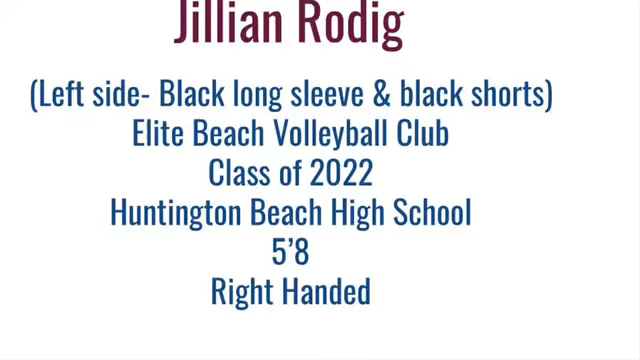 Jillian Rodig
(Left side- Black long sleeve & black shorts)
Elite Beach Volleyball Club
Class of 2022
Huntington Beach High School
5’8
Right Handed